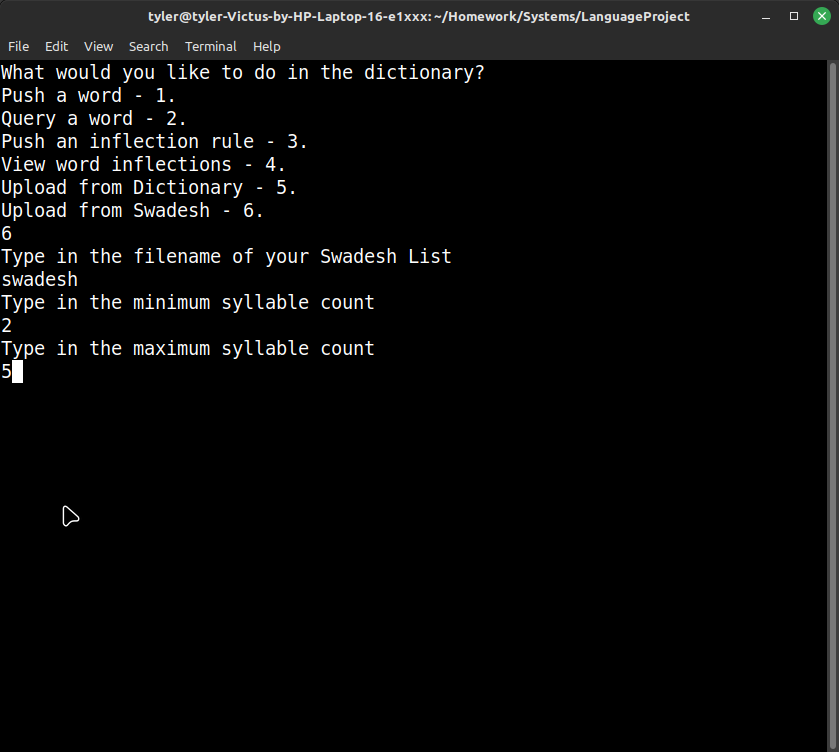 tyler@tyler-Victus-by-HP-Laptop-16-e1xxx: ~/Homework/Systems/LanguageProject
File Edit View Search Terminal Help
What would you like to do in the dictionary?
Push a word - 1.
Query a word - 2.
Push an inflection rule - 3.
View word inflections - 4.
Upload from Dictionary - 5.
Upload from Swadesh - 6.
6
Type in the filename of your Swadesh List
swadesh
Type in the minimum syllable count
2
Type in the maximum syllable count
5